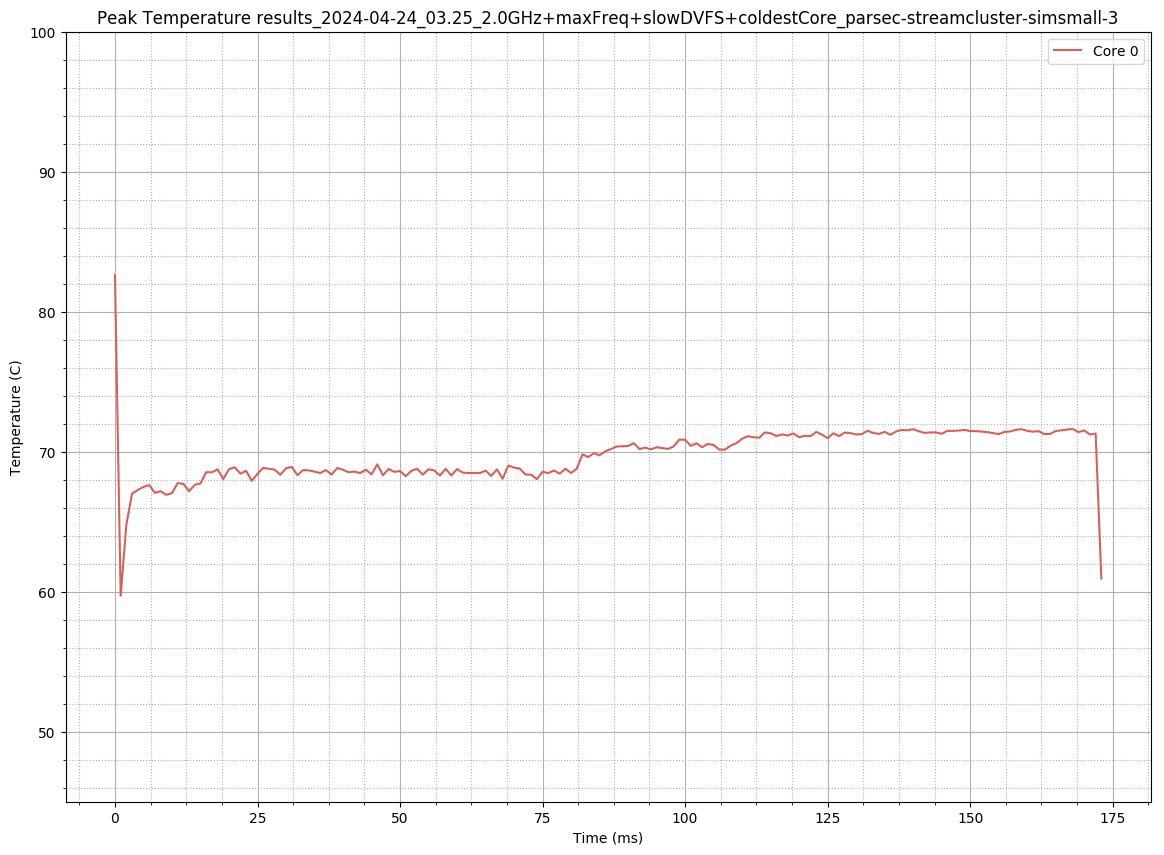 Peak Temperature results_2024-04-24_03.25_2.0GHz+maxFreq+slowDVFS+coldestCore_parsec-streamcluster-simsmall-3
Core 0
Temperature (C)
100
90
80
70
60
50
0 25 50 75 100 125 150 175
Time (ms)